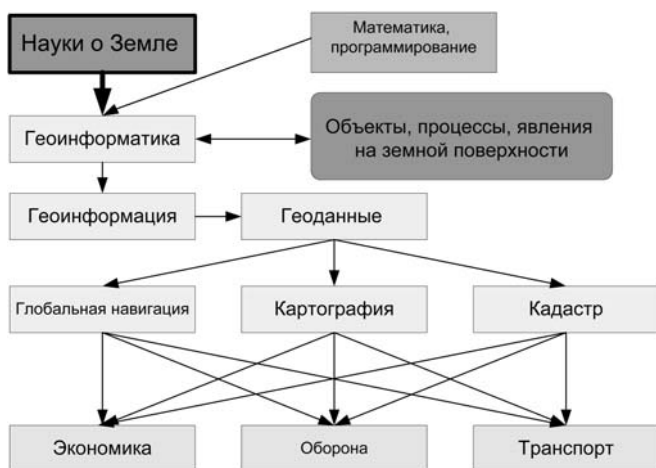 Науки о Земле
Математика,
программирование
Геоинформатика
Объекты, процессы, явления
на земной поверхности
Геоинформация
Геоданные
Глобальная навигация
Картография
Кадастр
Экономика
Оборона
Транспорт